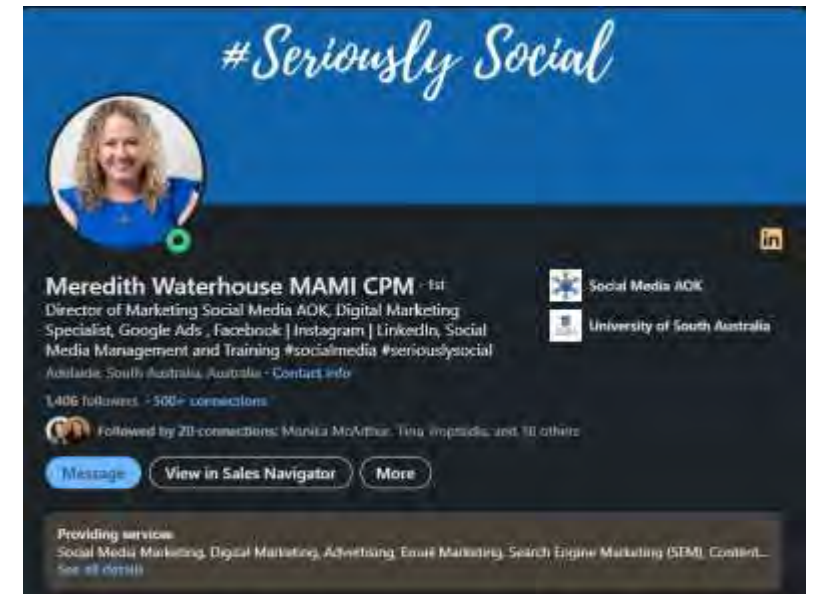 #Seriously Social
in
Meredith Waterhouse MAMI CPM · 1st
Director of Marketing Social Media AOK, Digital Marketing
Specialist, Google Ads , Facebook | Instagram | LinkedIn, Social
Media Management and Training #socialmedia #seriouslysocial
Adelaide, South Australia, Australia · Contact info
1,406 followers · 500+ connections
Followed by 20 connections: Monika McArthur, Tina and 18 others
Message
View in Sales Navigator
More
Social Media AOK
University of South Australia
Providing services
Social Media Marketing, Digital Marketing, Advertising, Email Marketing, Search Engine Marketing (SEM), Content...
See all details